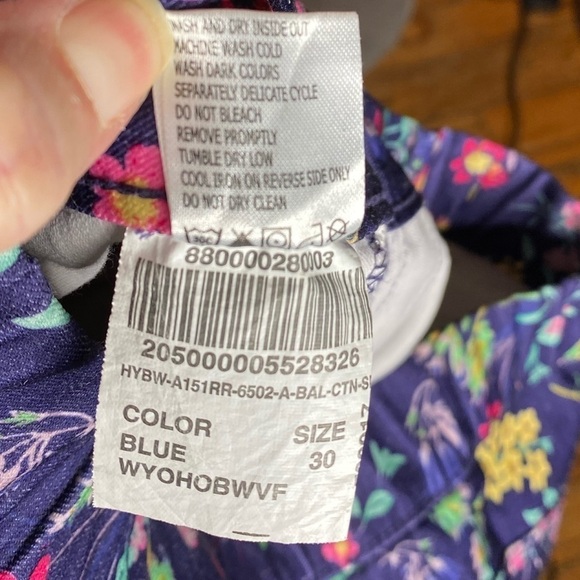 WASH AND DRY INSIDE OUT
MACHINE WASH COLD
WASH DARK COLORS
SEPARATELY DELICATE CYCLE
DO NOT BLEACH
REMOVE PROMPTLY
TUMBLE DRY LOW
COOL IRON ON REVERSE SIDE ONLY
DO NOT DRY CLEAN
880000280003
205000005528326
HYBW-A151RR-6502-A-BAL-CTN-S
COLOR SIZE
BLUE 30
WYOHOBWVF